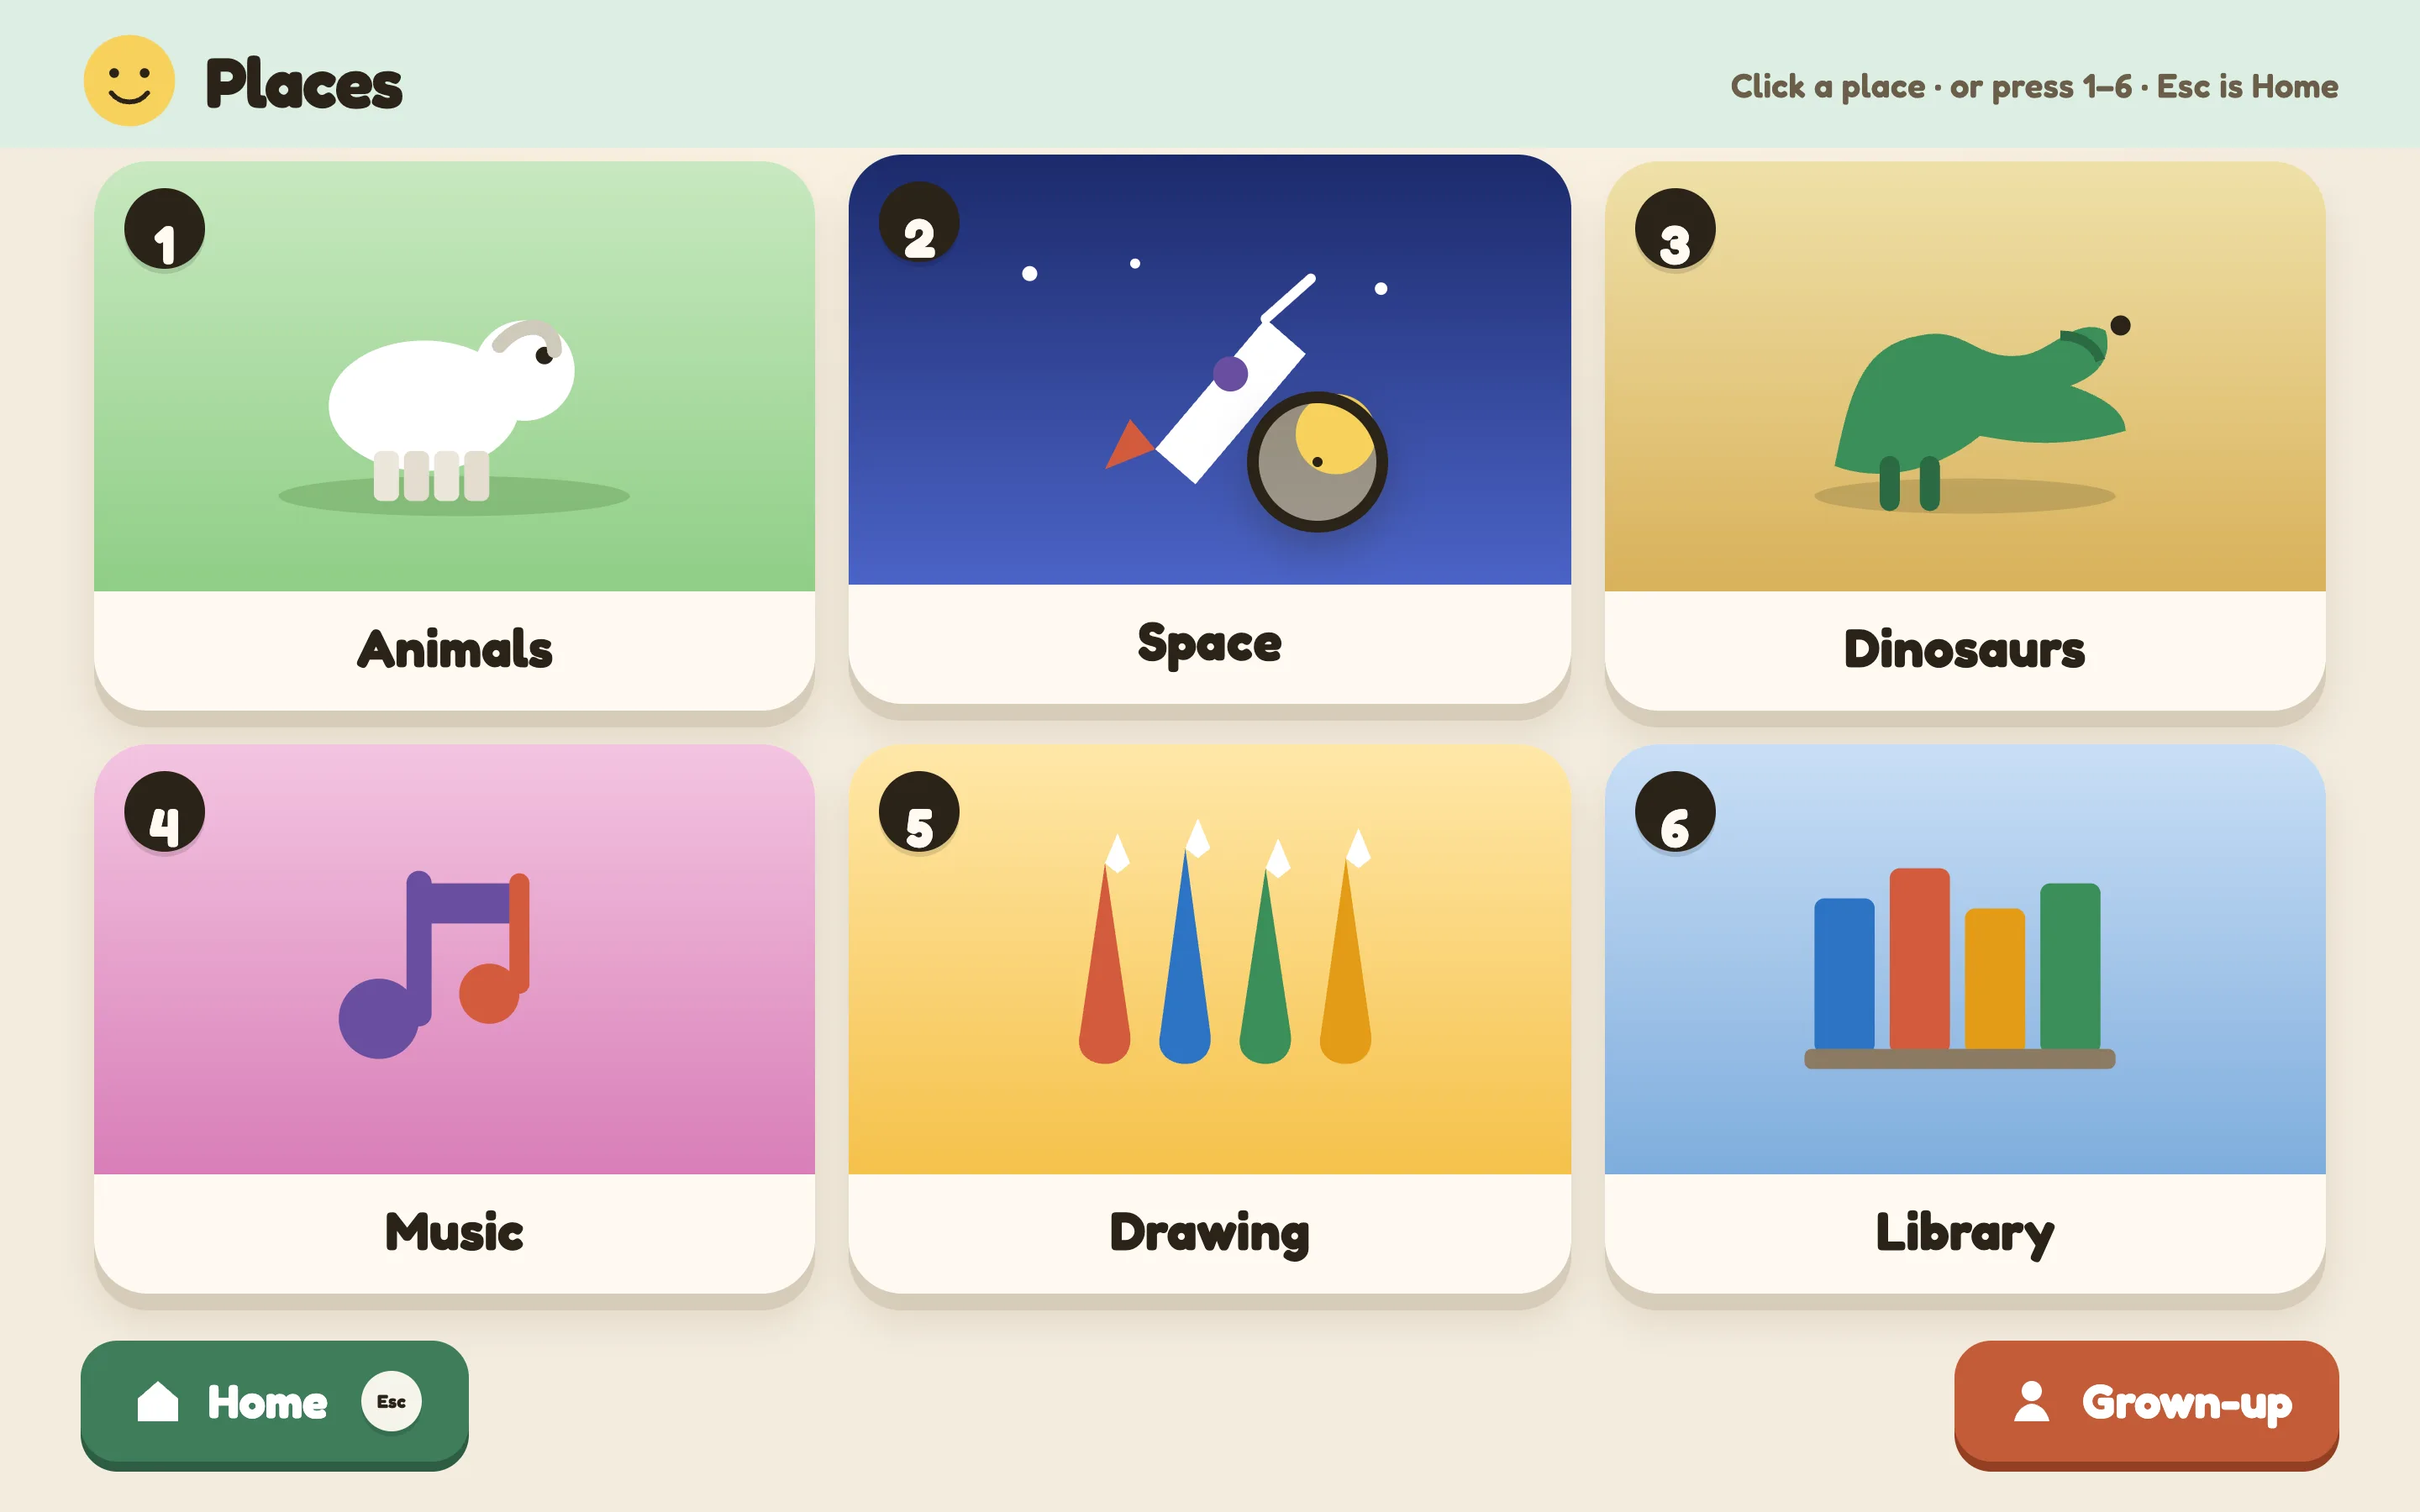 Places
Click a place · or press 1–6 · Esc is Home
1
2
3
Animals
Space
Dinosaurs
4
5
6
Music
Drawing
Library
Home Esc
Grown-up